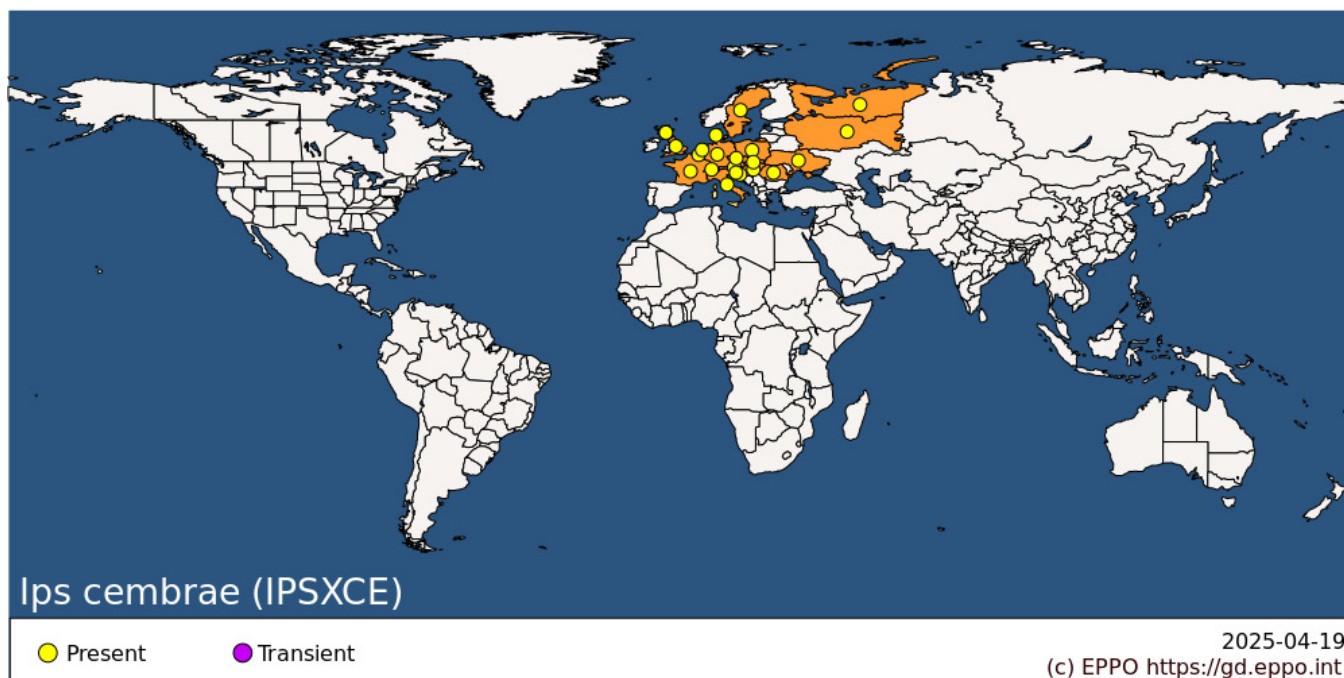 Ips cembrae (IPSXCE)
Present
Transient
2025-04-19
(c) EPPO https://gd.eppo.int